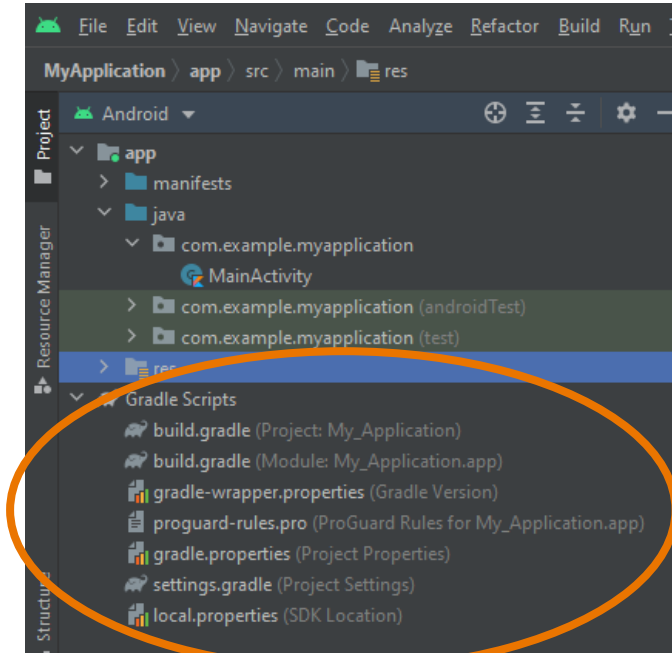 File Edit View Navigate Code Analyze Refactor Build Run
MyApplication app src main res
Android
Project
Resource Manager
Structure
app
manifests
java
com.example.myapplication
MainActivity
com.example.myapplication (androidTest)
com.example.myapplication (test)
res
Gradle Scripts
build.gradle (Project: My_Application)
build.gradle (Module: My_Application.app)
gradle-wrapper.properties (Gradle Version)
proguard-rules.pro (ProGuard Rules for My_Application.app)
gradle.properties (Project Properties)
settings.gradle (Project Settings)
local.properties (SDK Location)